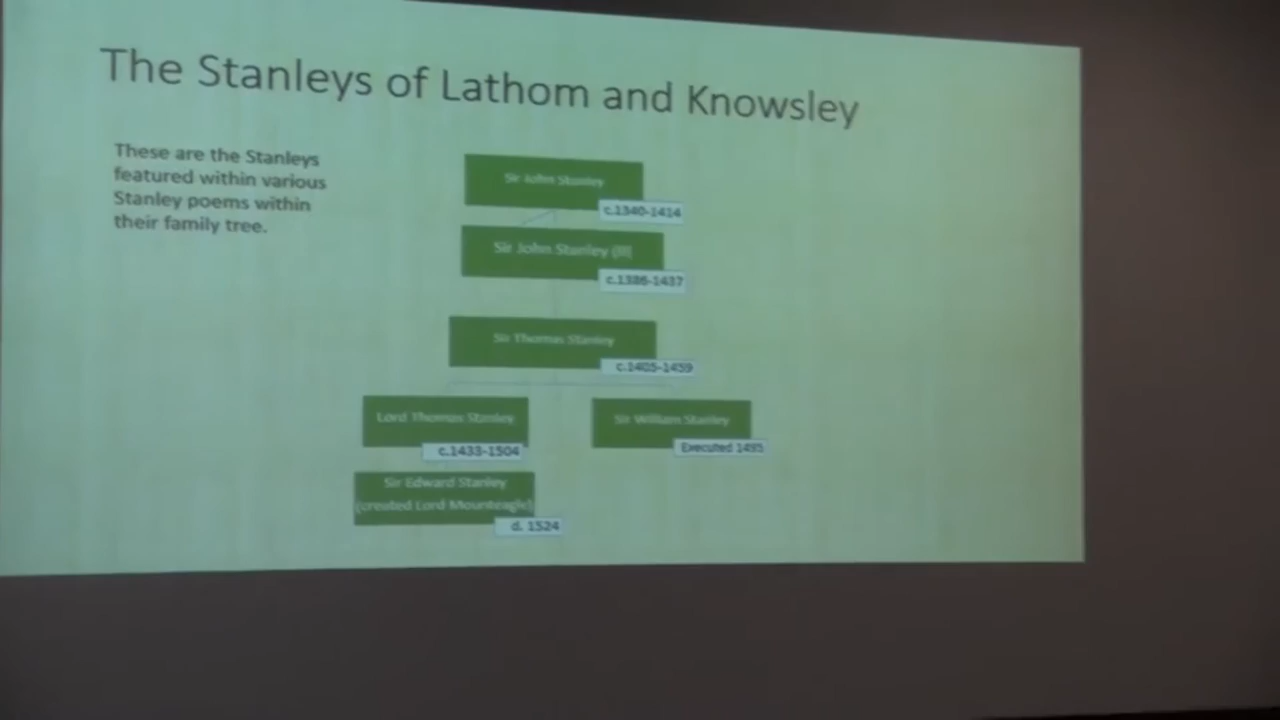 The Stanleys of Lathom and Knowsley
These are the Stanleys
featured within various
Stanley poems within
their family tree.
Sir John Stanley
c.1340-1414
Sir John Stanley (II)
c.1386-1437
Sir Thomas Stanley
c.1405-1459
Lord Thomas Stanley
c.1433-1504
Sir William Stanley
Executed 1495
Sir Edward Stanley
(created Lord Mounteagle)
d. 1524